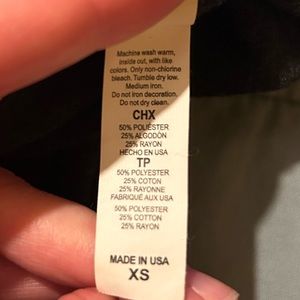 Machine wash warm,
inside out, with like
colors. Only non-chlorine
bleach. Tumble dry low.
Medium iron.
Do not iron decoration.
Do not dry clean.
CHX
50% POLIÉSTER
25% ALGODÓN
25% RAYON
HECHO EN USA
TP
50% POLYESTER
25% COTON
25% RAYONNE
FABRIQUÉ AUX USA
50% POLYESTER
25% COTTON
25% RAYON
MADE IN USA
XS